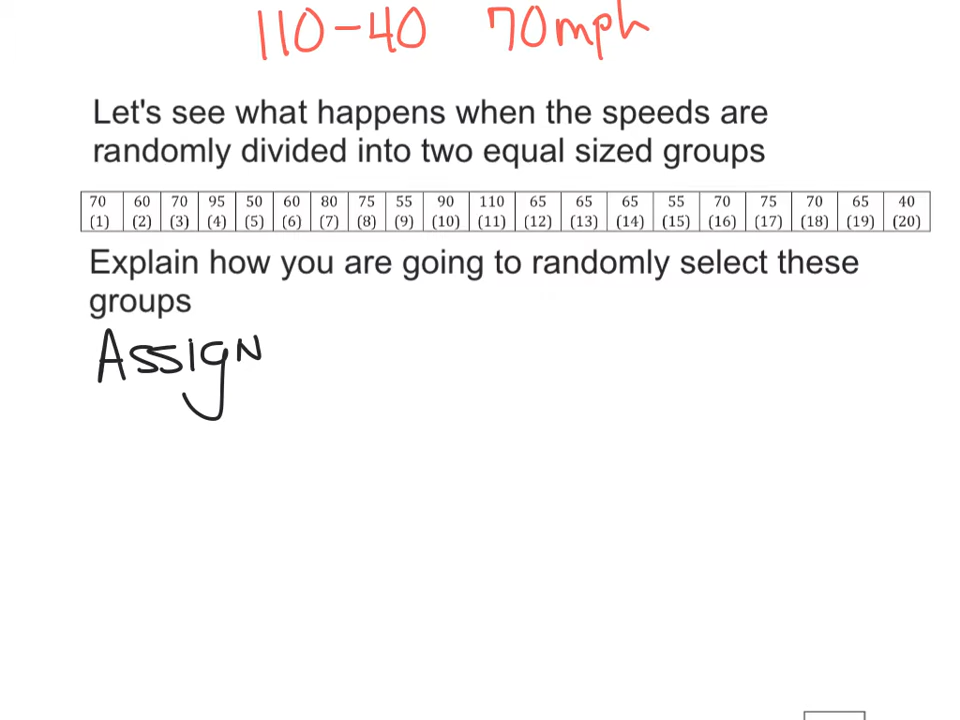 110-40 70mph
Let's see what happens when the speeds are
randomly divided into two equal sized groups
70 60 70 95 50 60 80 75 55 90 110 65 65 65 55 70 75 70 65 40
(1) (2) (3) (4) (5) (6) (7) (8) (9) (10) (11) (12) (13) (14) (15) (16) (17) (18) (19) (20)
Explain how you are going to randomly select these
groups
Assign